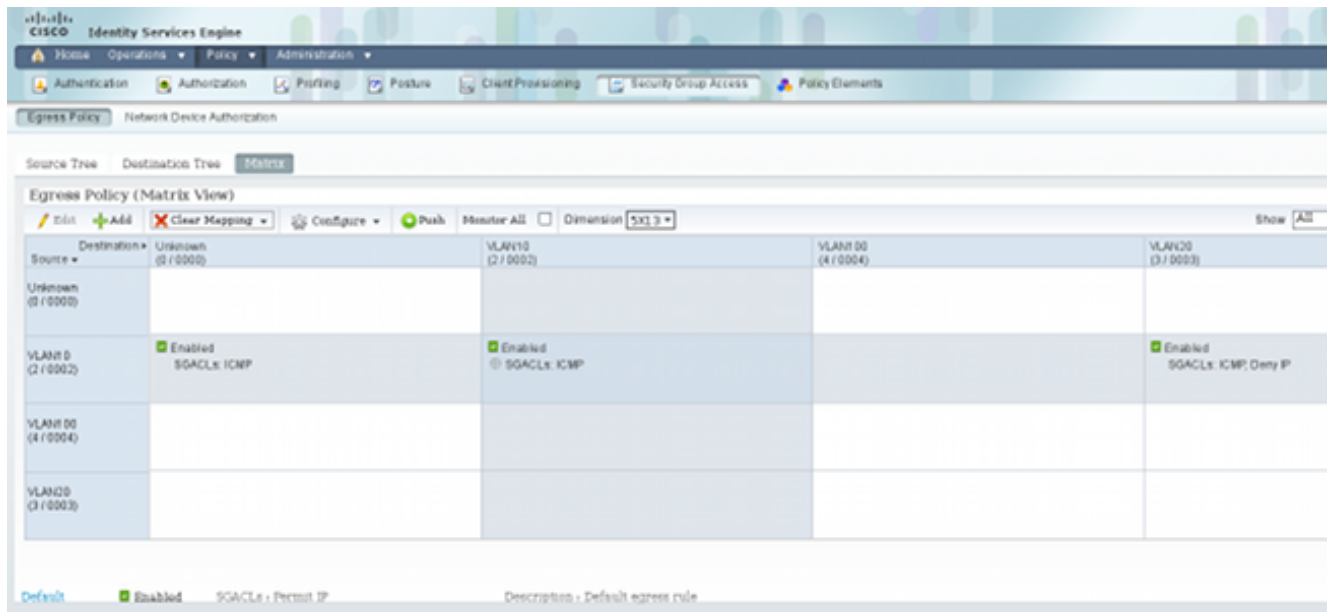 CISCO Identity Services Engine
Home Operations Policy Administration
Authentication Authorization Profiling Posture Client Provisioning Security Group Access Policy Elements
Egress Policy Network Device Authorization
Source Tree Destination Tree Matrix
Egress Policy (Matrix View)
Edit Add Clear Mapping Configure Push Monitor All Dimension 5X13 Show All
Destination Unknown VLAN10 VLAN100 VLAN20
Source (0 / 0000) (2 / 0002) (4 / 0004) (3 / 0003)
Unknown
(0 / 0000)
VLAN10
(2 / 0002)
Enabled
SGACLs: ICMP
Enabled
SGACLs: ICMP
Enabled
SGACLs: ICMP, Deny IP
VLAN100
(4 / 0004)
VLAN20
(3 / 0003)
Default Enabled SGACLs : Permit IP Description : Default egress rule